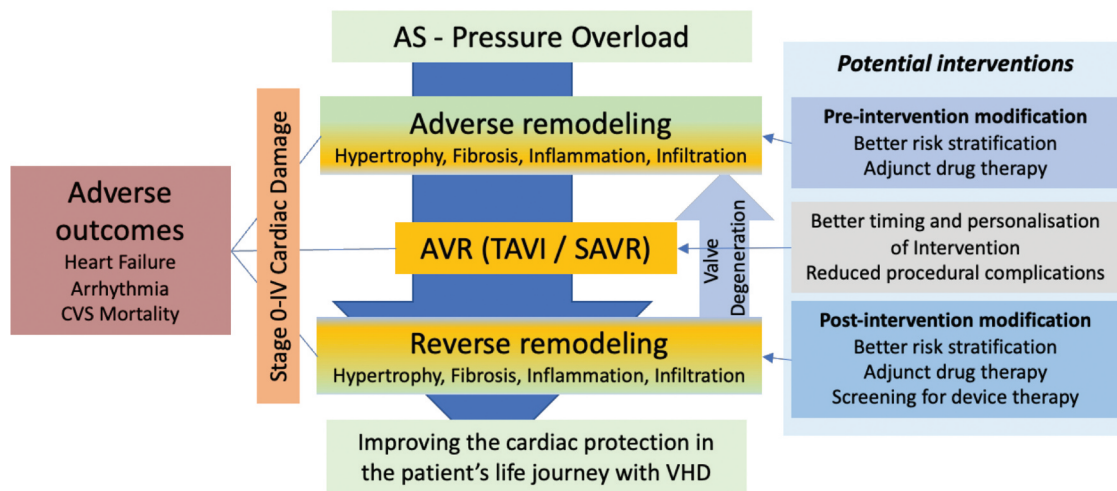 AS - Pressure Overload
Adverse remodeling
Hypertrophy, Fibrosis, Inflammation, Infiltration
AVR (TAVI / SAVR)
Reverse remodeling
Hypertrophy, Fibrosis, Inflammation, Infiltration
Improving the cardiac protection in
the patient's life journey with VHD
Stage 0-IV Cardiac Damage
Adverse
outcomes
Heart Failure
Arrhythmia
CVS Mortality
Valve
Degeneration
Potential interventions
Pre-intervention modification
Better risk stratification
Adjunct drug therapy
Better timing and personalisation
of Intervention
Reduced procedural complications
Post-intervention modification
Better risk stratification
Adjunct drug therapy
Screening for device therapy